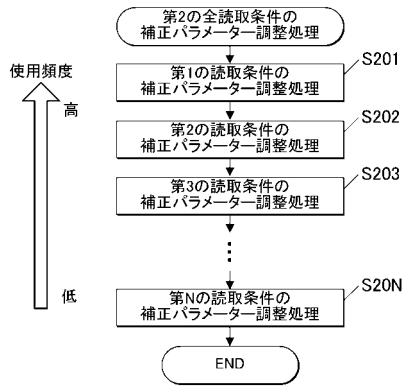 第2の全読取条件の
補正パラメーター調整処理
使用頻度
高
低
第1の読取条件の
補正パラメーター調整処理
S201
第2の読取条件の
補正パラメーター調整処理
S202
第3の読取条件の
補正パラメーター調整処理
S203
第Nの読取条件の
補正パラメーター調整処理
S20N
END